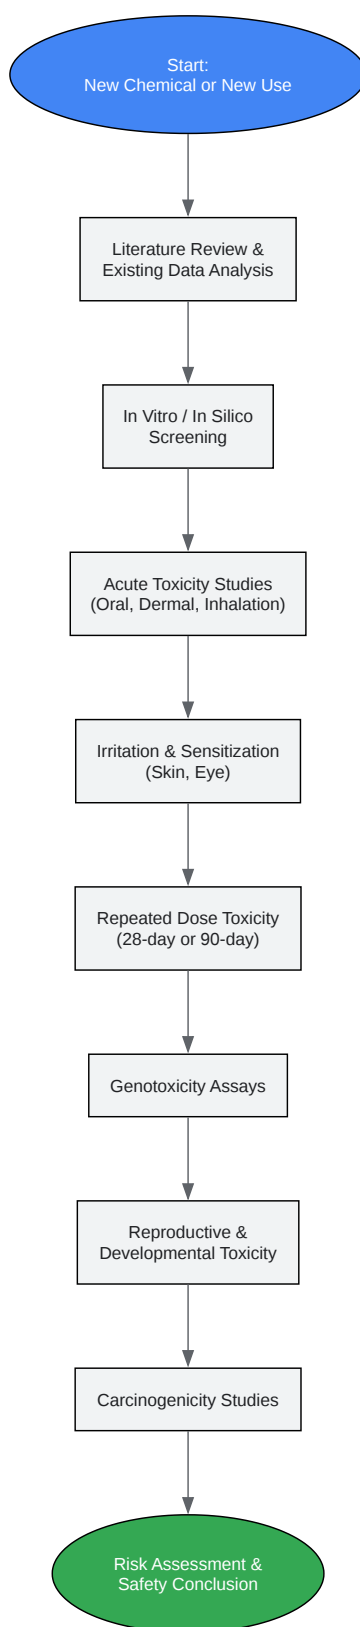 Start:
New Chemical or New Use
Literature Review &
Existing Data Analysis
In Vitro / In Silico
Screening
Acute Toxicity Studies
(Oral, Dermal, Inhalation)
Irritation & Sensitization
(Skin, Eye)
Repeated Dose Toxicity
(28-day or 90-day)
Genotoxicity Assays
Reproductive &
Developmental Toxicity
Carcinogenicity Studies
Risk Assessment &
Safety Conclusion